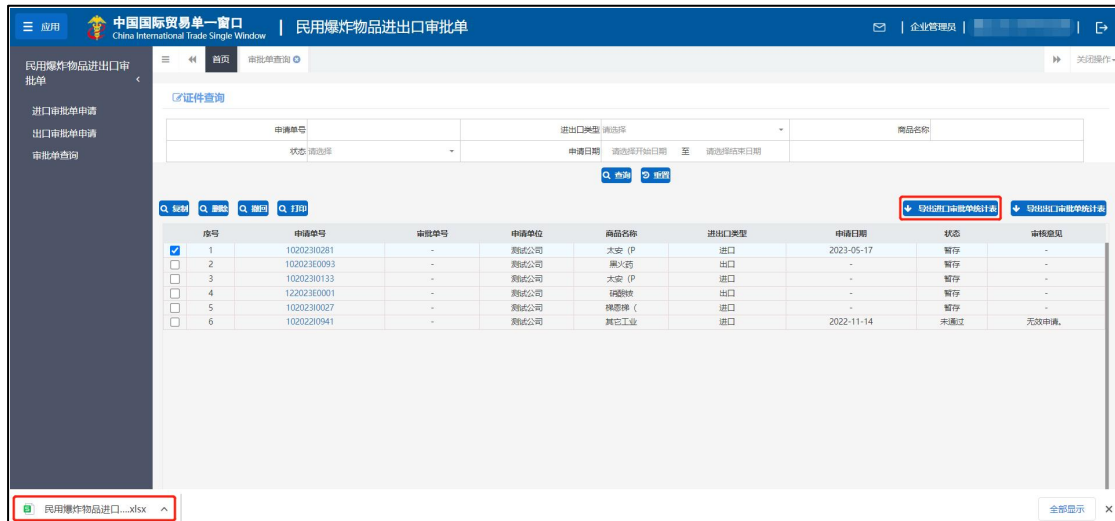 应用 中国国际贸易单一窗口 | 民用爆炸物品进出口审批单 | 企业管理员 |
China International Trade Single Window
民用爆炸物品进出口审批单
进口审批单申请
出口审批单申请
审批单查询
首页 审批单查询 关闭操作
证件查询
申请单号 进出口类型 请选择 商品名称
状态 请选择 申请日期 请选择开始日期 至 请选择结束日期
查询 重置
复制 删除 撤回 打印 导出进口审批单统计表 导出出口审批单统计表
序号 申请单号 审批单号 申请单位 商品名称 进出口类型 申请日期 状态 审核意见
1 102023I0281 - 测试公司 太安（P 进口 2023-05-17 暂存 -
2 102023E0093 - 测试公司 黑火药 出口 - 暂存 -
3 102023I0133 - 测试公司 太安（P 进口 - 暂存 -
4 122023E0001 - 测试公司 硝酸铵 出口 - 暂存 -
5 102023I0027 - 测试公司 梯恩梯（ 进口 - 暂存 -
6 102022I0941 - 测试公司 其它工业 进口 2022-11-14 未通过 无效申请。
民用爆炸物品进口....xlsx 全部显示